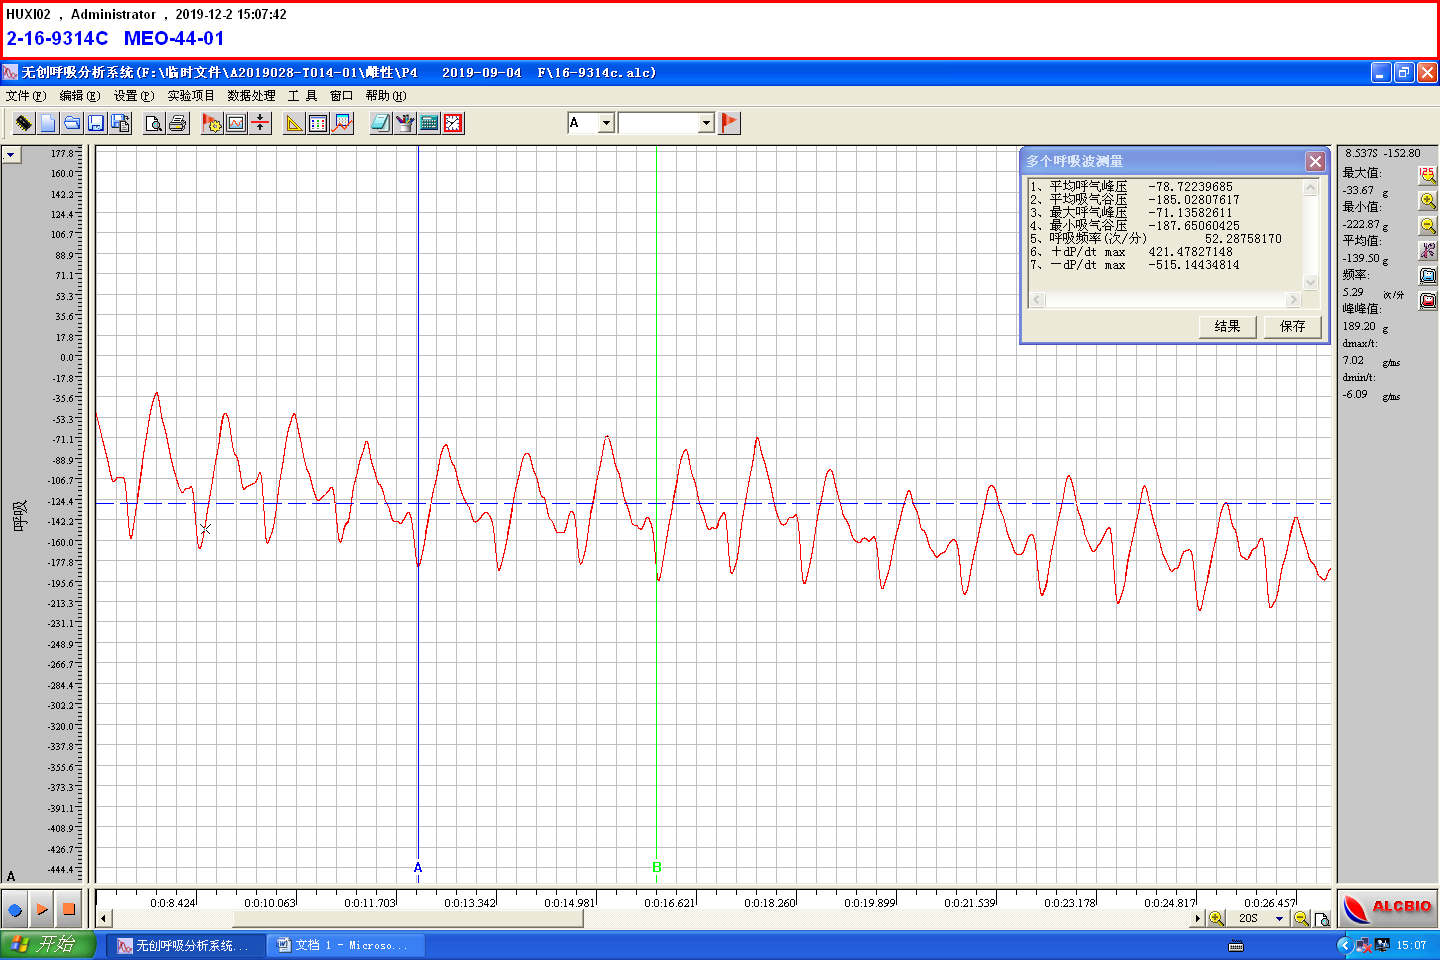 HUXI02 , Administrator , 2019-12-2 15:07:42
2-16-9314C MEO-44-01
无创呼吸分析系统(F:\临时文件\A2019028-T014-01\雌性\P4 2019-09-04 F\16-9314c.alc)
文件(F) 编辑(E) 设置(P) 实验项目 数据处理 工 具 窗口 帮助(H)
A
177.8
160.0
142.2
124.4
106.7
88.9
71.1
53.3
35.6
17.8
0.0
-17.8
-35.6
-53.3
-71.1
-88.9
-106.7
-124.4
-142.2
-160.0
-177.8
-195.6
-213.3
-231.1
-248.9
-266.7
-284.4
-302.2
-320.0
-337.8
-355.6
-373.3
-391.1
-408.9
-426.7
-444.4
呼吸
A
A
B
多个呼吸波测量
1、平均呼气峰压 -78.72239685
2、平均吸气谷压 -185.02807617
3、最大呼气峰压 -71.13582611
4、最小吸气谷压 -187.65060425
5、呼吸频率(次/分) 52.28758170
6、＋dP/dt max 421.47827148
7、－dP/dt max -515.14434814
结果 保存
8.537S -152.80
最大值:
-33.67 g
最小值:
-222.87 g
平均值:
-139.50 g
频率:
5.29 次/分
峰峰值:
189.20 g
dmax/t:
7.02 g/ms
dmin/t:
-6.09 g/ms
125
0:0:8.424 0:0:10.063 0:0:11.703 0:0:13.342 0:0:14.981 0:0:16.621 0:0:18.260 0:0:19.899 0:0:21.539 0:0:23.178 0:0:24.817 0:0:26.457
20S
ALCBIO
开始 无创呼吸分析系统... 文档 1 - Microso... 15:07